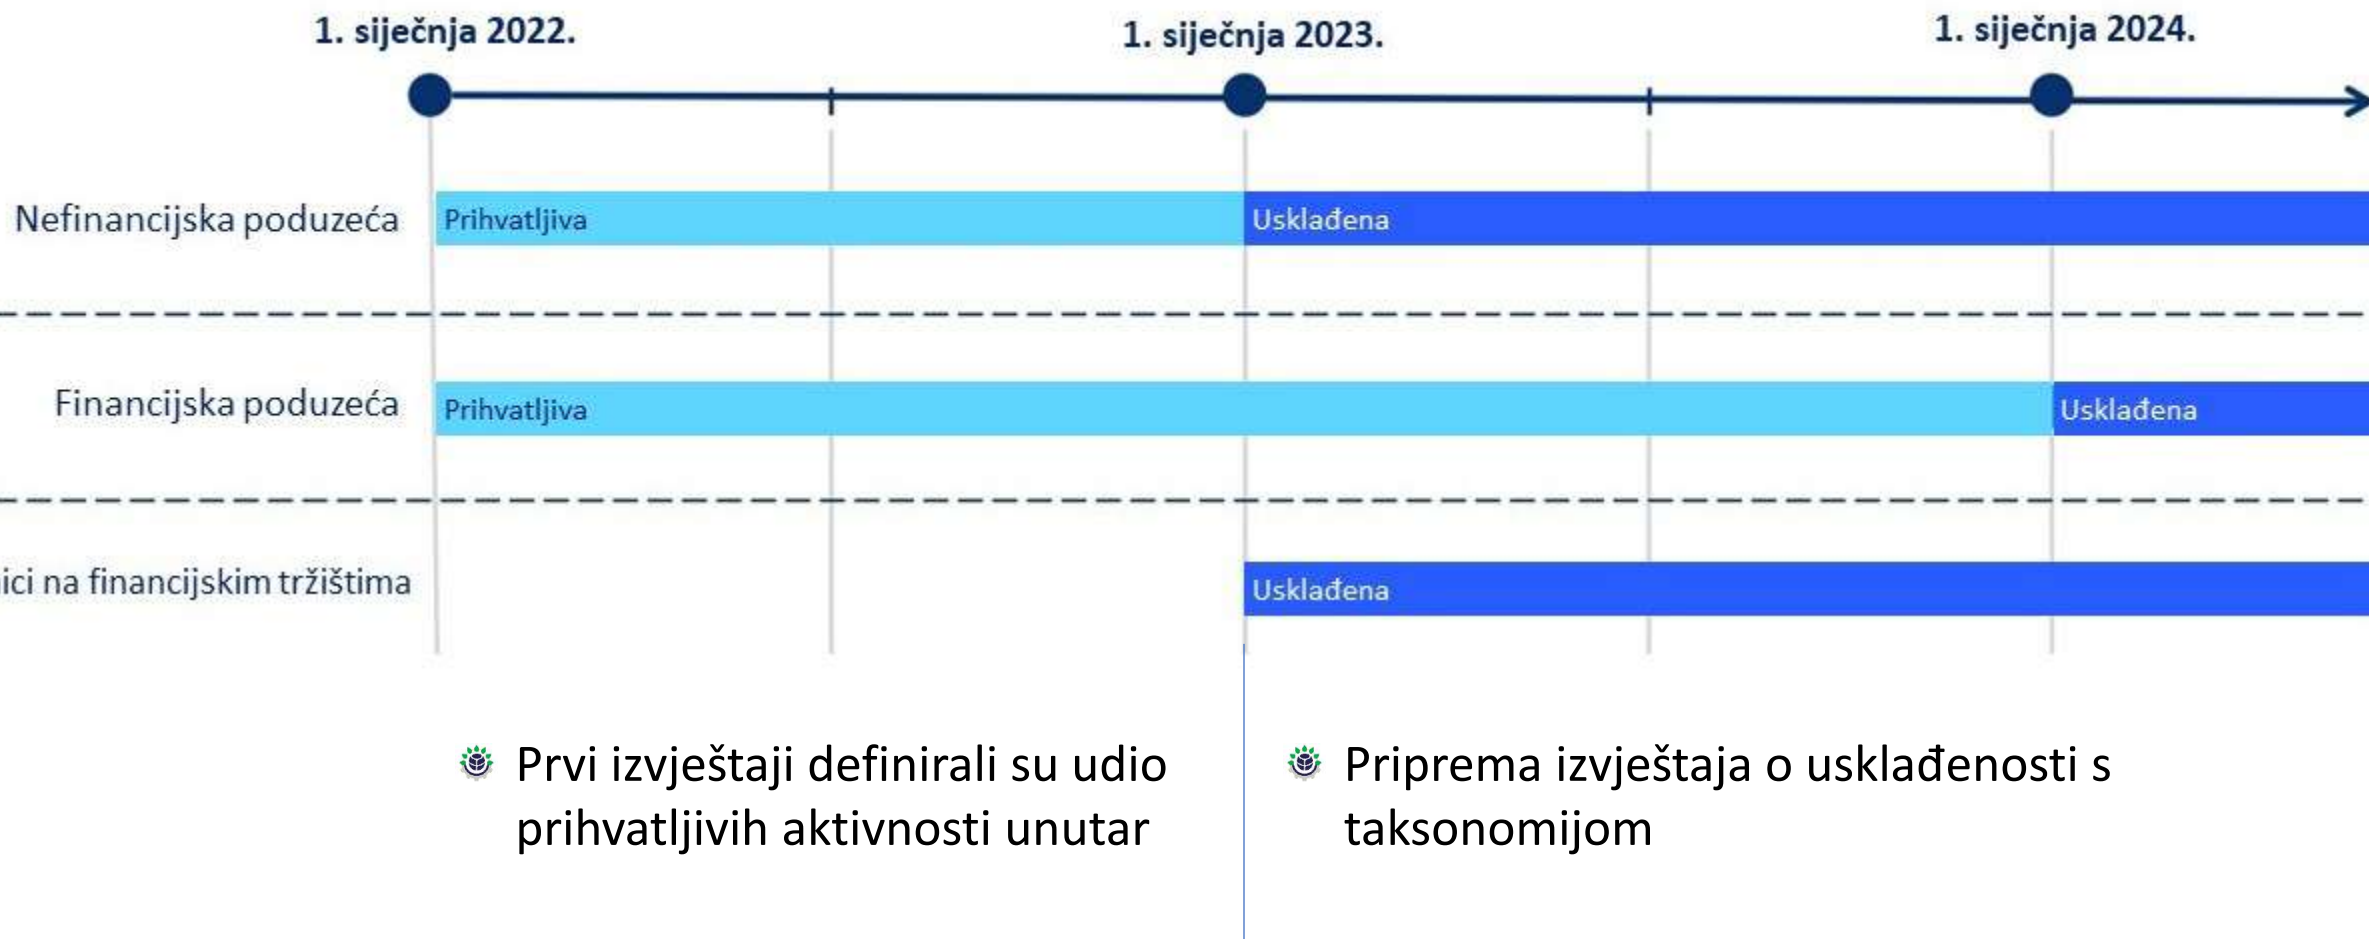 1. siječnja 2022.
1. siječnja 2023.
1. siječnja 2024.
Nefinancijska poduzeća
Prihvatljiva
Usklađena
Financijska poduzeća
Prihvatljiva
Usklađena
na financijskim tržištima
Usklađena
Prvi izvještaji definirali su udio
prihvatljivih aktivnosti unutar
Priprema izvještaja o usklađenosti s
taksonomijom